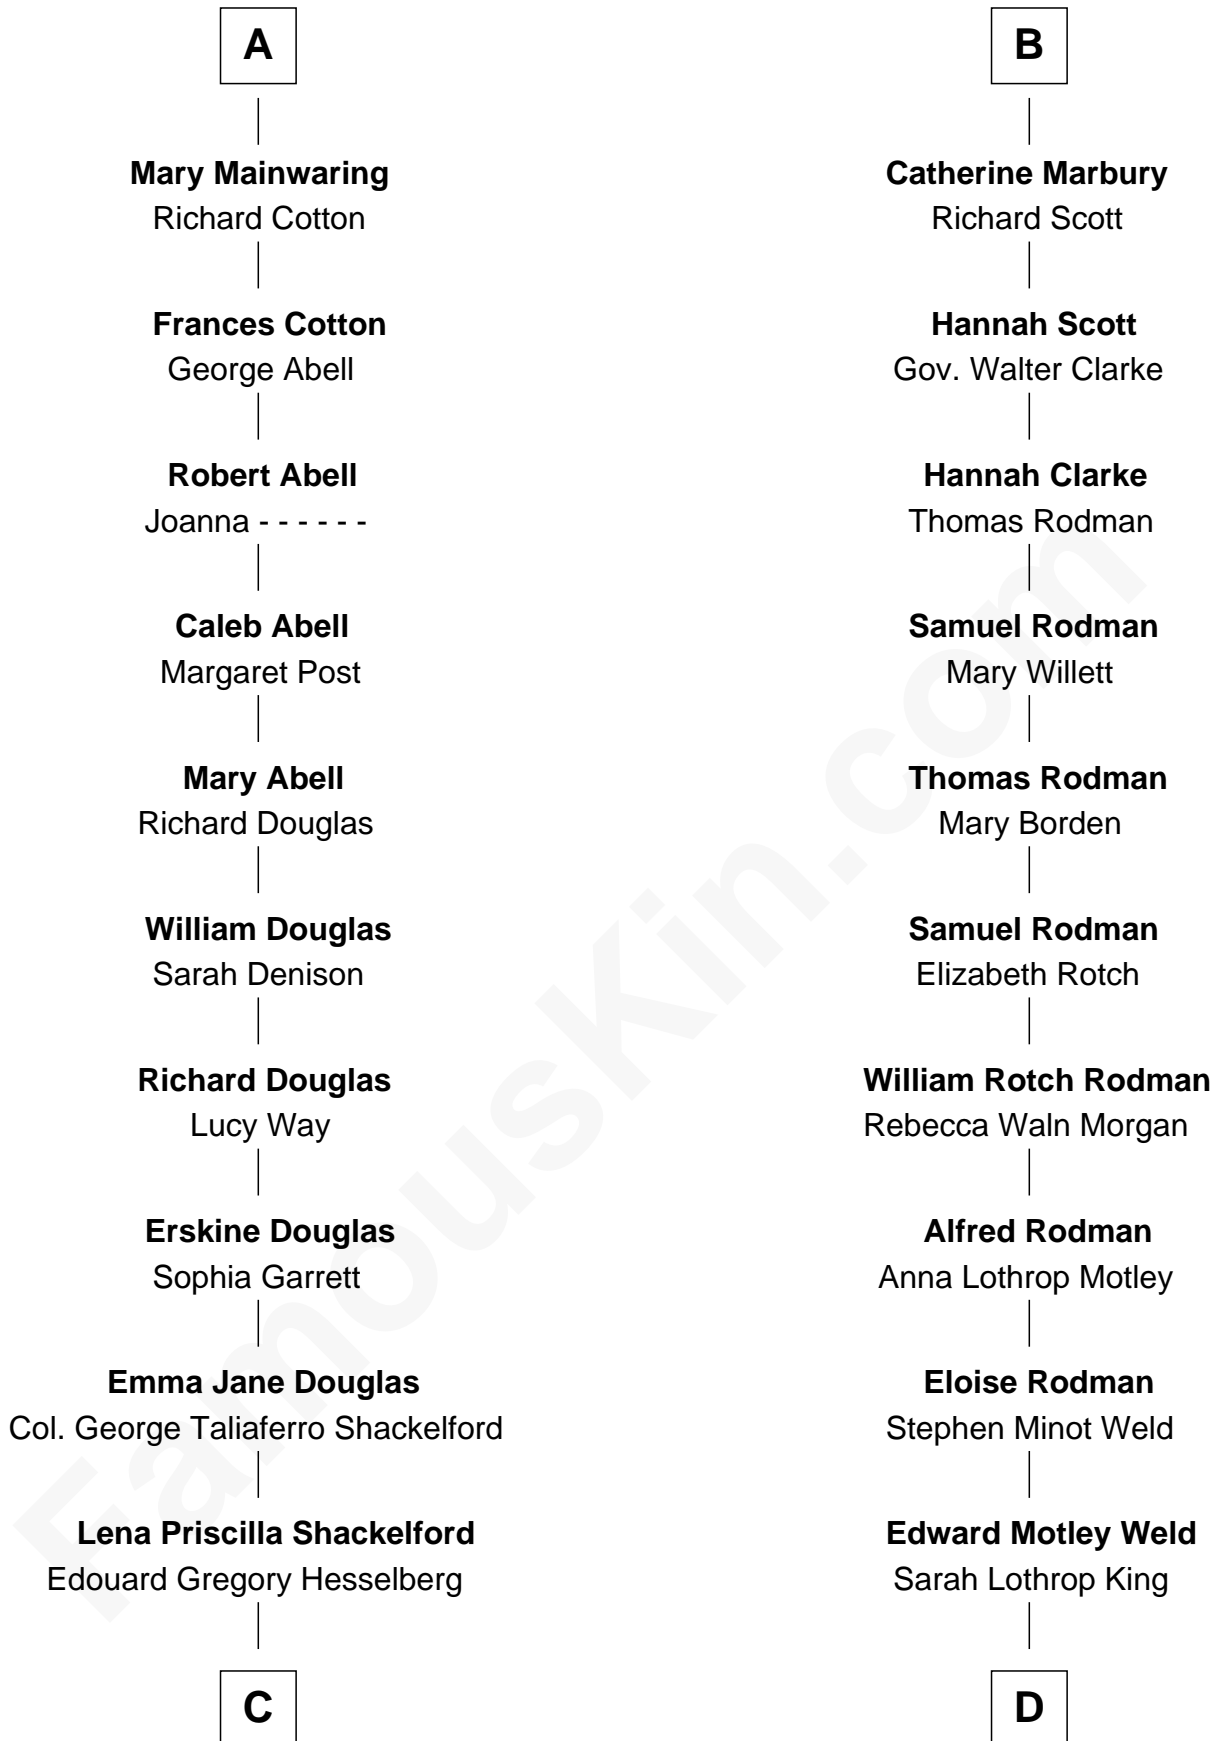 A
Mary Mainwaring
Richard Cotton
Frances Cotton
George Abell
Robert Abell
Joanna - - - - - -
Caleb Abell
Margaret Post
Mary Abell
Richard Douglas
William Douglas
Sarah Denison
Richard Douglas
Lucy Way
Erskine Douglas
Sophia Garrett
Emma Jane Douglas
Col. George Taliaferro Shackelford
Lena Priscilla Shackelford
Edouard Gregory Hesselberg
C
B
Catherine Marbury
Richard Scott
Hannah Scott
Gov. Walter Clarke
Hannah Clarke
Thomas Rodman
Samuel Rodman
Mary Willett
Thomas Rodman
Mary Borden
Samuel Rodman
Elizabeth Rotch
William Rotch Rodman
Rebecca Waln Morgan
Alfred Rodman
Anna Lothrop Motley
Eloise Rodman
Stephen Minot Weld
Edward Motley Weld
Sarah Lothrop King
D
FamousKin.com